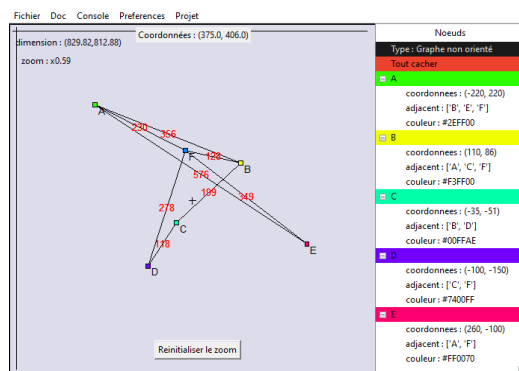 Fichier Doc Console Preferences Projet
dimension : (829.82,812.88)
Coordonnées : (375.0, 406.0)
zoom : x0.59
A
230
356
F
128
B
576
199
349
278
C
E
118
D
Reinitialiser le zoom
Noeuds
Type : Graphe non orienté
Tout cacher
A
coordonnees : (-220, 220)
adjacent : ['B', 'E', 'F']
couleur : #2EFF00
B
coordonnees : (110, 86)
adjacent : ['A', 'C', 'F']
couleur : #F3FF00
C
coordonnees : (-35, -51)
adjacent : ['B', 'D']
couleur : #00FFAE
D
coordonnees : (-100, -150)
adjacent : ['C', 'F']
couleur : #7400FF
E
coordonnees : (260, -100)
adjacent : ['A', 'F']
couleur : #FF0070